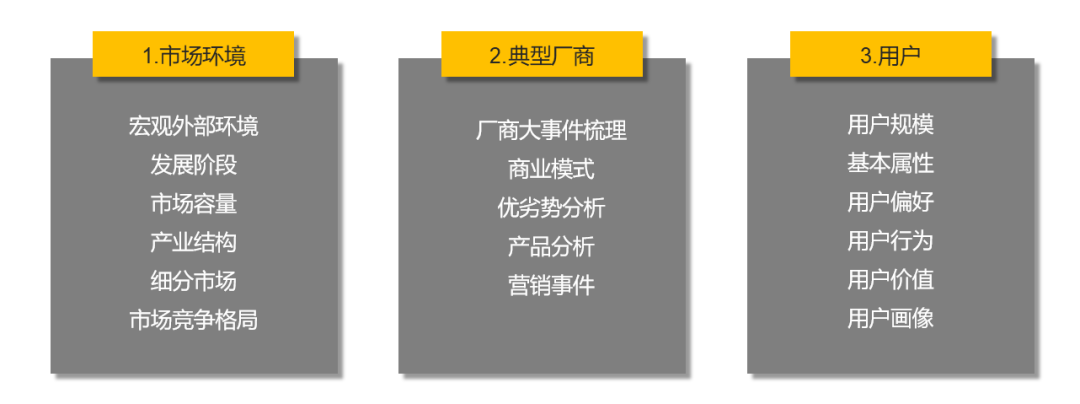 1.市场环境
宏观外部环境
发展阶段
市场容量
产业结构
细分市场
市场竞争格局
2.典型厂商
厂商大事件梳理
商业模式
优劣势分析
产品分析
营销事件
3.用户
用户规模
基本属性
用户偏好
用户行为
用户价值
用户画像